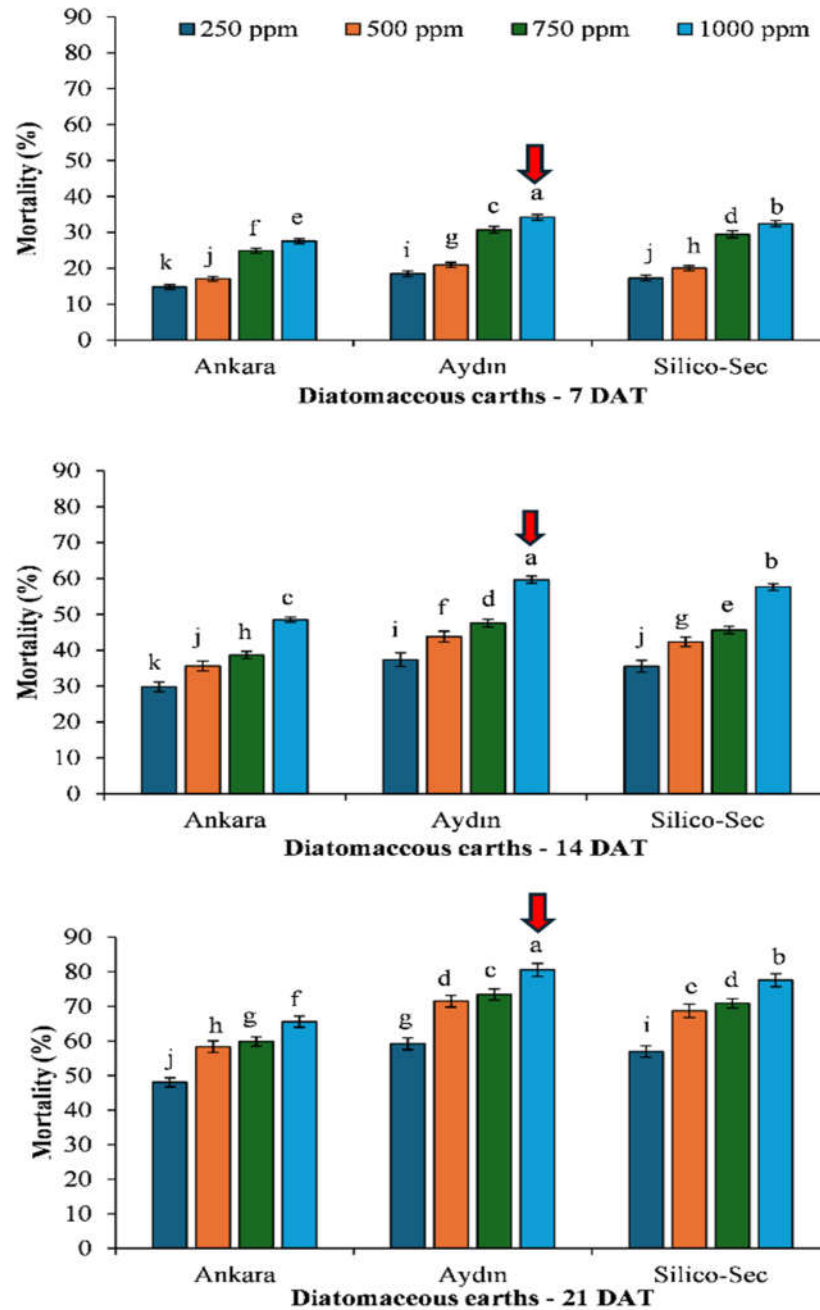 90
250 ppm 500 ppm 750 ppm 1000 ppm
80
70
60
50
40
30
20
10
0
Mortality (%)
k j f e
i g c a
j h d b
Ankara Aydın Silico-Sec
Diatomaccous carths - 7 DAT
90
80
70
60
50
40
30
20
10
0
Mortality (%)
k j h c
i f d a
j g e b
Ankara Aydın Silico-Sec
Diatomaccous carths - 14 DAT
90
80
70
60
50
40
30
20
10
0
Mortality (%)
j h g f
g d c a
i c d b
Ankara Aydın Silico-Sec
Diatomaceous earths - 21 DAT